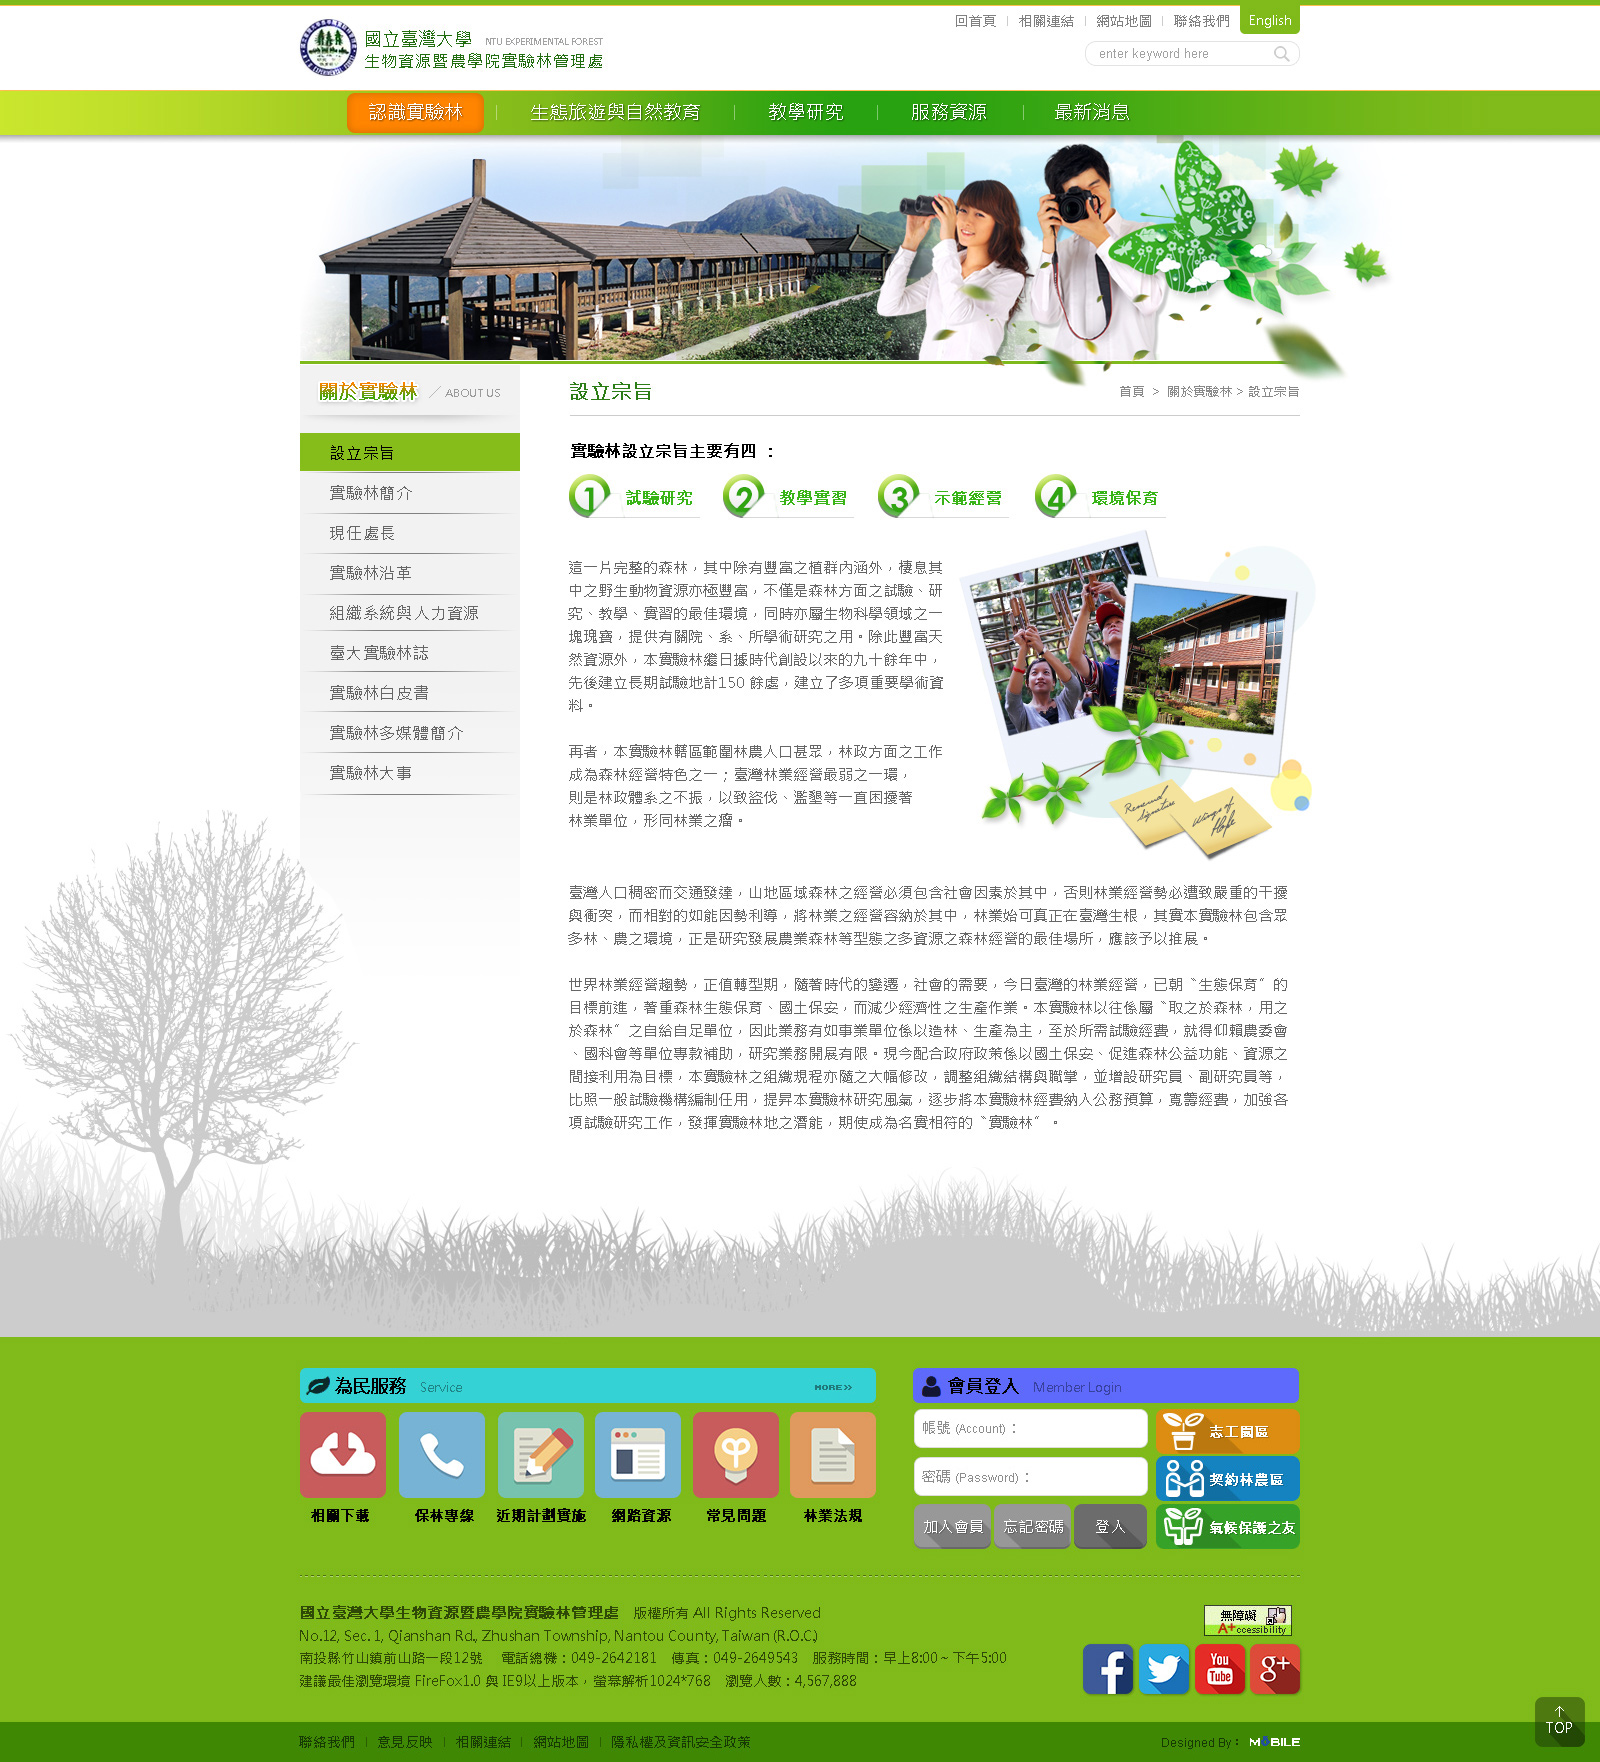 回首頁
相關連結
網站地圖
聯絡我們
English
國立臺灣大學 NTU EXPERIMENTAL FOREST
生物資源暨農學院實驗林管理處
enter keyword here
認識實驗林
生態旅遊與自然教育
教學研究
服務資源
最新消息
關於實驗林 / ABOUT US
設立宗旨
實驗林簡介
現任處長
實驗林沿革
組織系統與人力資源
臺大實驗林誌
實驗林白皮書
實驗林多媒體簡介
實驗林大事
設立宗旨
首頁 > 關於實驗林 > 設立宗旨
實驗林設立宗旨主要有四 :
1 試驗研究
2 教學實習
3 示範經營
4 環境保育
這一片完整的森林，其中除有豐富之植群內涵外，棲息其
中之野生動物資源亦極豐富，不僅是森林方面之試驗、研
究、教學、實習的最佳環境，同時亦屬生物科學領域之一
塊瑰寶，提供有關院、系、所學術研究之用。除此豐富天
然資源外，本實驗林繼日據時代創設以來的九十餘年中，
先後建立長期試驗地計150 餘處，建立了多項重要學術資
料。
再者，本實驗林轄區範圍林農人口甚眾，林政方面之工作
成為森林經營特色之一；臺灣林業經營最弱之一環，
則是林政體系之不振，以致盜伐、濫墾等一直困擾著
林業單位，形同林業之瘤。
Wings of
Hope
臺灣人口稠密而交通發達，山地區域森林之經營必須包含社會因素於其中，否則林業經營勢必遭致嚴重的干擾
與衝突，而相對的如能因勢利導，將林業之經營容納於其中，林業始可真正在臺灣生根，其實本實驗林包含眾
多林、農之環境，正是研究發展農業森林等型態之多資源之森林經營的最佳場所，應該予以推展。
世界林業經營趨勢，正值轉型期，隨著時代的變遷，社會的需要，今日臺灣的林業經營，已朝〝生態保育〞的
目標前進，著重森林生態保育、國土保安，而減少經濟性之生產作業。本實驗林以往係屬〝取之於森林，用之
於森林〞之自給自足單位，因此業務有如事業單位係以造林、生產為主，至於所需試驗經費，就得仰賴農委會
、國科會等單位專款補助，研究業務開展有限。現今配合政府政策係以國土保安、促進森林公益功能、資源之
間接利用為目標，本實驗林之組織規程亦隨之大幅修改，調整組織結構與職掌，並增設研究員、副研究員等，
比照一般試驗機構編制任用，提昇本實驗林研究風氣，逐步將本實驗林經費納入公務預算，寬籌經費，加強各
項試驗研究工作，發揮實驗林地之潛能，期使成為名實相符的〝實驗林〞。
為民服務 Service
MORE >>
相關下載
保林專線
近期計劃實施
網路資源
常見問題
林業法規
會員登入 Member Login
帳號 (Account)：
密碼 (Password)：
加入會員
忘記密碼
登入
志工園區
契約林農區
氣候保護之友
國立臺灣大學生物資源暨農學院實驗林管理處 版權所有 All Rights Reserved
No.12, Sec. 1, Qianshan Rd., Zhushan Township, Nantou County, Taiwan (R.O.C.)
南投縣竹山鎮前山路一段12號 電話總機：049-2642181 傳真：049-2649543 服務時間：早上8:00 ~ 下午5:00
建議最佳瀏覽環境 FireFox1.0 與 IE9以上版本，螢幕解析1024*768 瀏覽人數：4,567,888
無障礙
A+ccessibility
You
Tube
g+
↑
TOP
聯絡我們
意見反映
相關連結
網站地圖
隱私權及資訊安全政策
Designed By： MOBILE